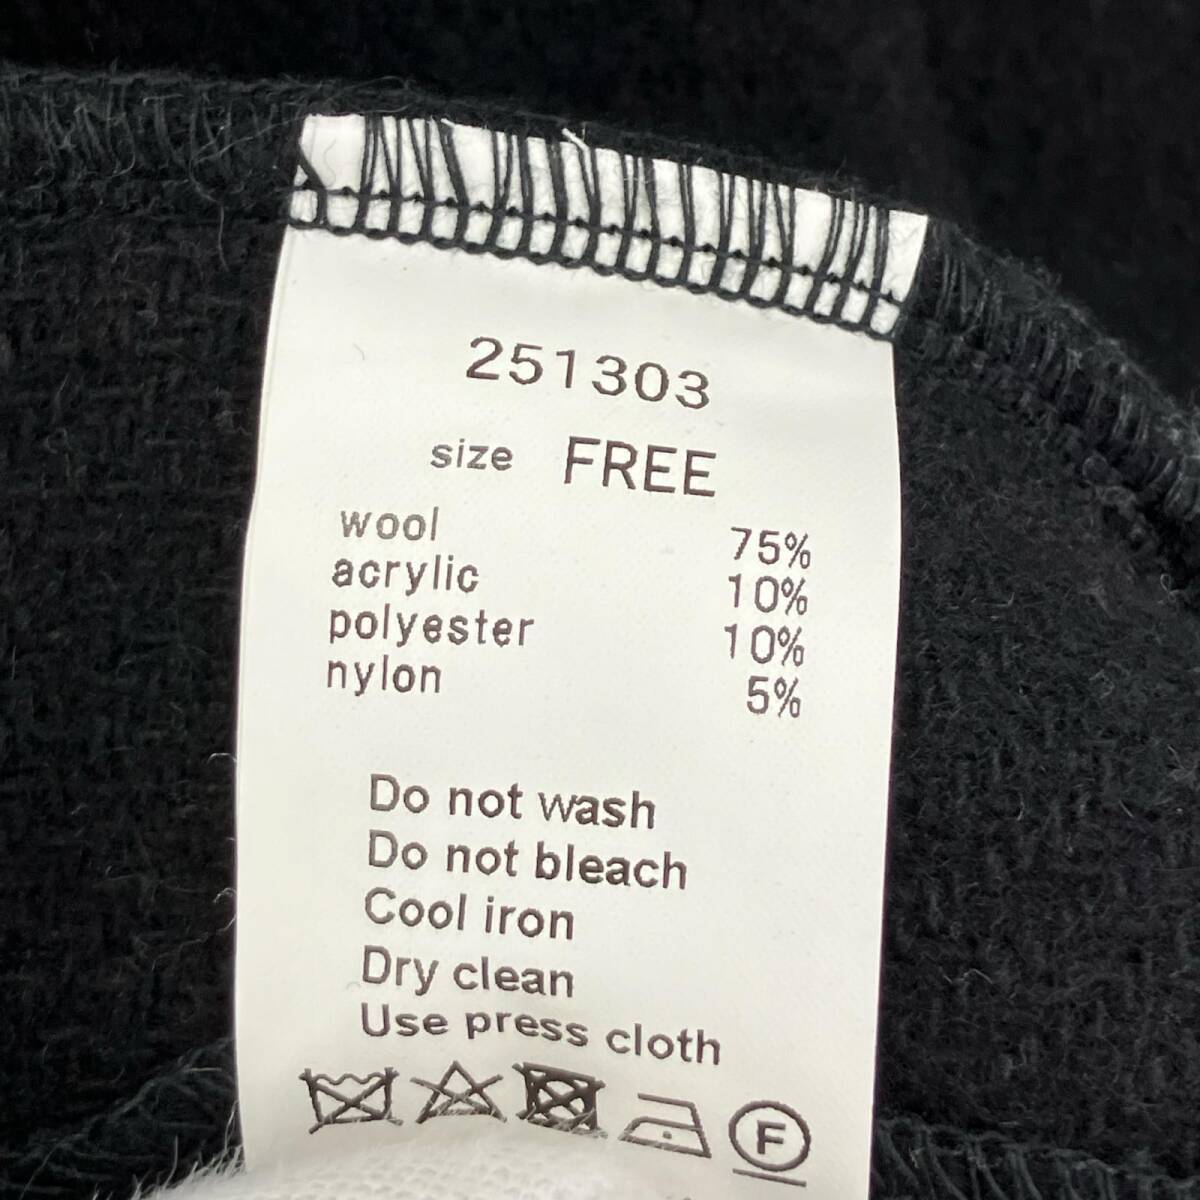 251303
size FREE
wool 75%
acrylic 10%
polyester 10%
nylon 5%
Do not wash
Do not bleach
Cool iron
Dry clean
Use press cloth
F